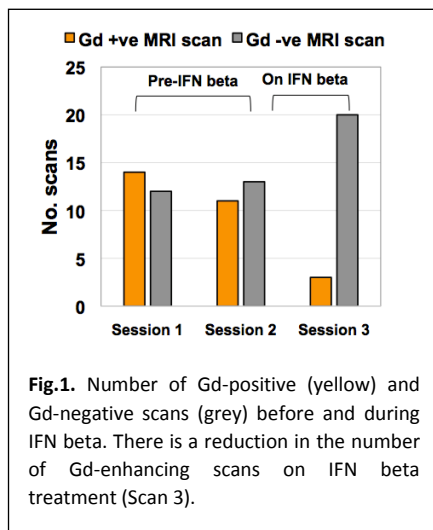 Gd +ve MRI scan Gd -ve MRI scan
25
20
15
10
5
0
No. scans
Pre-IFN beta
On IFN beta
Session 1 Session 2 Session 3
Fig.1. Number of Gd-positive (yellow) and
Gd-negative scans (grey) before and during
IFN beta. There is a reduction in the number
of Gd-enhancing scans on IFN beta
treatment (Scan 3).